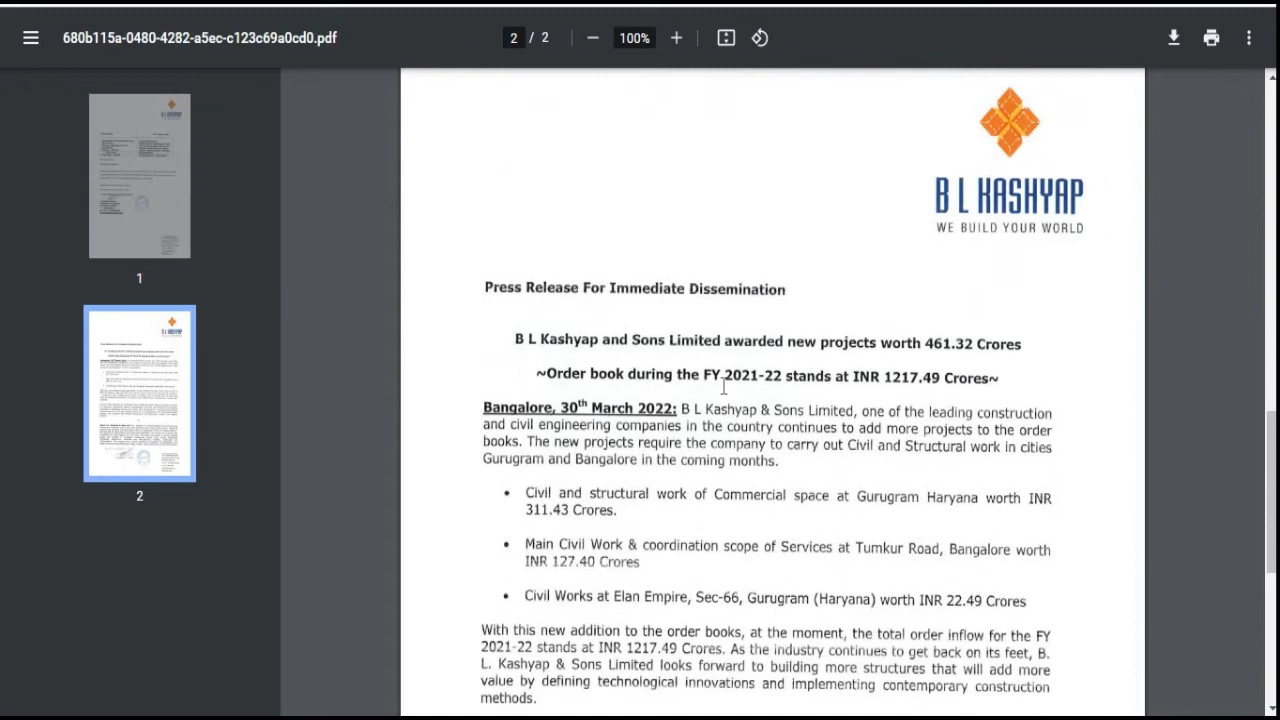 680b115a-0480-4282-a5ec-c123c69a0cd0.pdf
2 / 2
100%
B L KASHYAP
WE BUILD YOUR WORLD
Press Release For Immediate Dissemination
B L Kashyap and Sons Limited awarded new projects worth 461.32 Crores
~Order book during the FY 2021-22 stands at INR 1217.49 Crores~
Bangalore, 30th March 2022: B L Kashyap & Sons Limited, one of the leading construction
and civil engineering companies in the country continues to add more projects to the order
books. The new projects require the company to carry out Civil and Structural work in cities
Gurugram and Bangalore in the coming months.
• Civil and structural work of Commercial space at Gurugram Haryana worth INR
311.43 Crores.
• Main Civil Work & coordination scope of Services at Tumkur Road, Bangalore worth
INR 127.40 Crores
• Civil Works at Elan Empire, Sec-66, Gurugram (Haryana) worth INR 22.49 Crores
With this new addition to the order books, at the moment, the total order inflow for the FY
2021-22 stands at INR 1217.49 Crores. As the industry continues to get back on its feet, B.
L. Kashyap & Sons Limited looks forward to building more structures that will add more
value by defining technological innovations and implementing contemporary construction
methods.
B L KASHYAP
1
B L KASHYAP
2